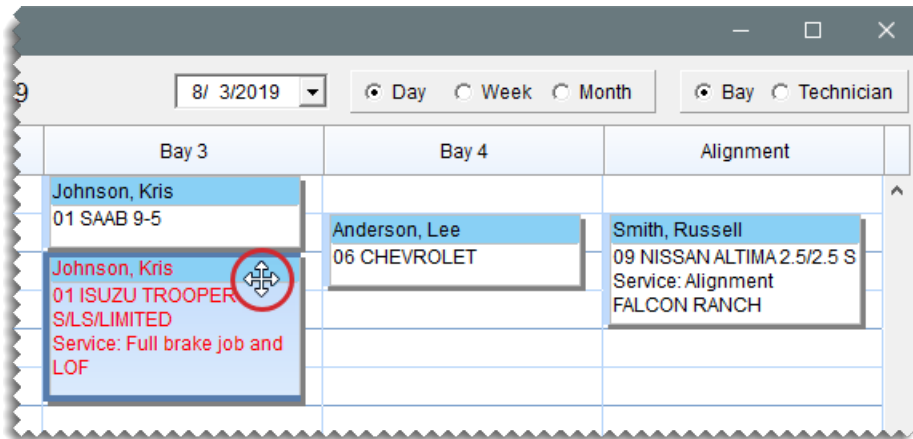 9
8/ 3/2019
Day Week Month
Bay Technician
Bay 3
Bay 4
Alignment
Johnson, Kris
01 SAAB 9-5
Johnson, Kris
01 ISUZU TROOPER
S/LS/LIMITED
Service: Full brake job and
LOF
Anderson, Lee
06 CHEVROLET
Smith, Russell
09 NISSAN ALTIMA 2.5/2.5 S
Service: Alignment
FALCON RANCH